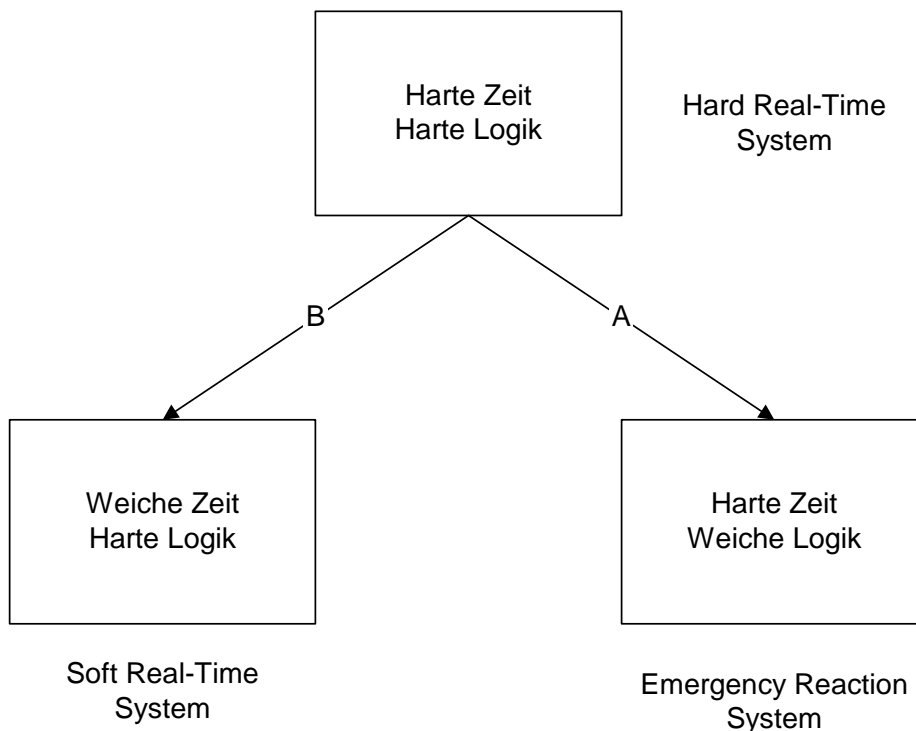 Harte Zeit
Harte Logik
Hard Real-Time
System
B
A
Weiche Zeit
Harte Logik
Harte Zeit
Weiche Logik
Soft Real-Time
System
Emergency Reaction
System